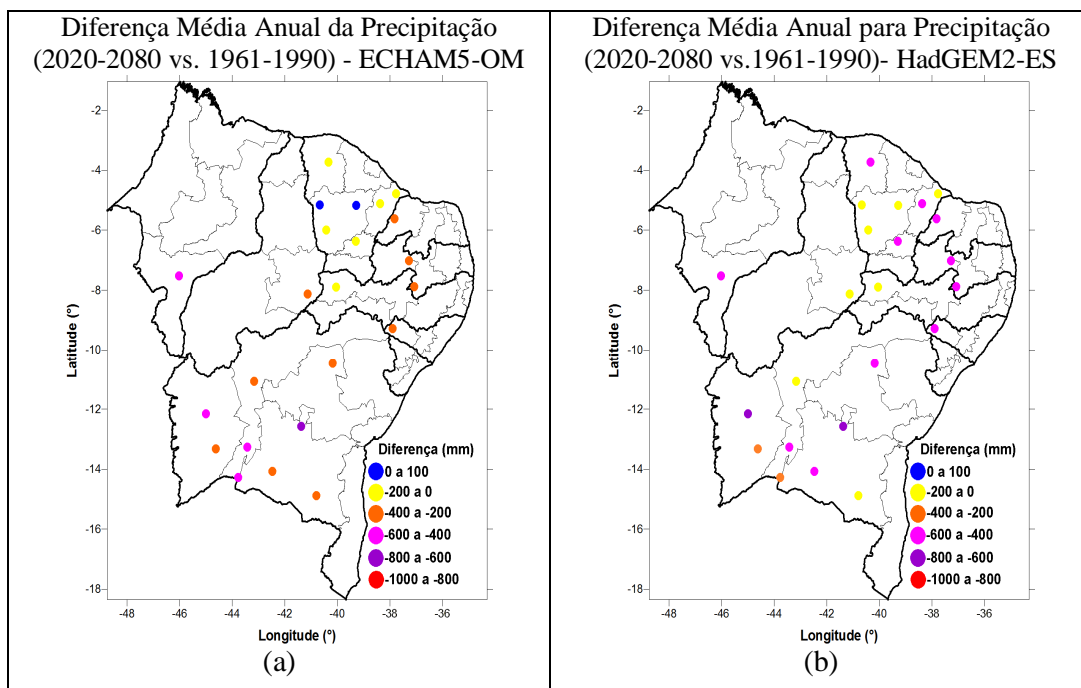 Diferença Média Anual da Precipitação
(2020-2080 vs. 1961-1990) - ECHAM5-OM
-2
-4
-6
-8
-10
-12
-14
-16
-18
Latitude (°)
-48
-46
-44
-42
-40
-38
-36
Longitude (°)
Diferença (mm)
0 a 100
-200 a 0
-400 a -200
-600 a -400
-800 a -600
-1000 a -800
(a)
Diferença Média Anual para Precipitação
(2020-2080 vs.1961-1990)- HadGEM2-ES
-2
-4
-6
-8
-10
-12
-14
-16
-18
Latitude (°)
-48
-46
-44
-42
-40
-38
-36
Longitude (°)
Diferença (mm)
0 a 100
-200 a 0
-400 a -200
-600 a -400
-800 a -600
-1000 a -800
(b)